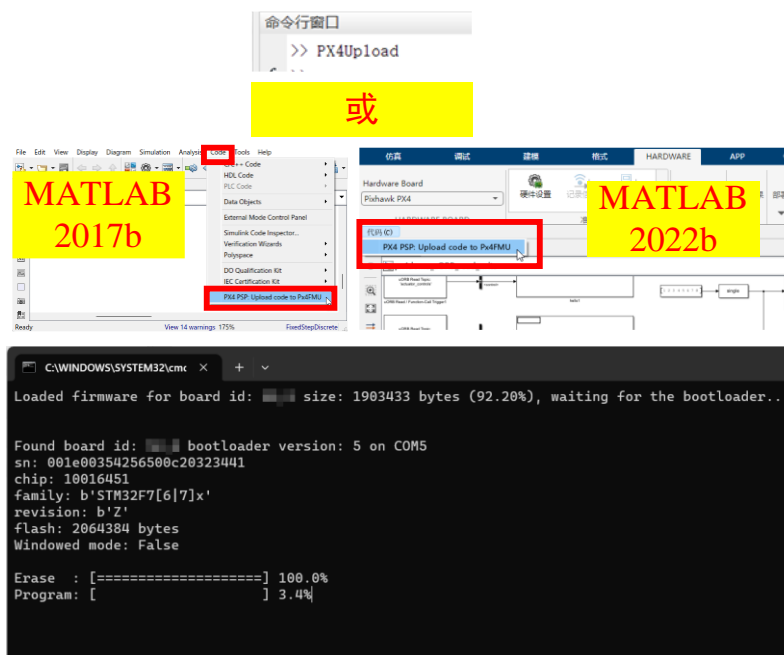 命令行窗口
>> PX4Upload
或
File Edit View Display Diagram Simulation Analysis Code Tools Help
C++ Code
HDL Code
PLC Code
Data Objects
External Mode Control Panel
Simulink Code Inspector...
Verification Wizards
Polyspace
DO Qualification Kit
IEC Certification Kit
PX4 PSP: Upload code to Px4FMU
Ready View 14 warnings 175% FixedStepDiscrete
MATLAB
2017b
仿真 调试 建模 格式 HARDWARE APP
Hardware Board
Pixhawk PX4
硬件设置
HARDWARE BOARD
代码(C)
PX4 PSP: Upload code to Px4FMU
MATLAB
2022b
single
C:\WINDOWS\SYSTEM32\cmc
Loaded firmware for board id: size: 1903433 bytes (92.20%), waiting for the bootloader..
Found board id: bootloader version: 5 on COM5
sn: 001e00354256500c20323441
chip: 10016451
family: b'STM32F7[6|7]x'
revision: b'Z'
flash: 2064384 bytes
Windowed mode: False
Erase : [====================] 100.0%
Program: [ ] 3.4%